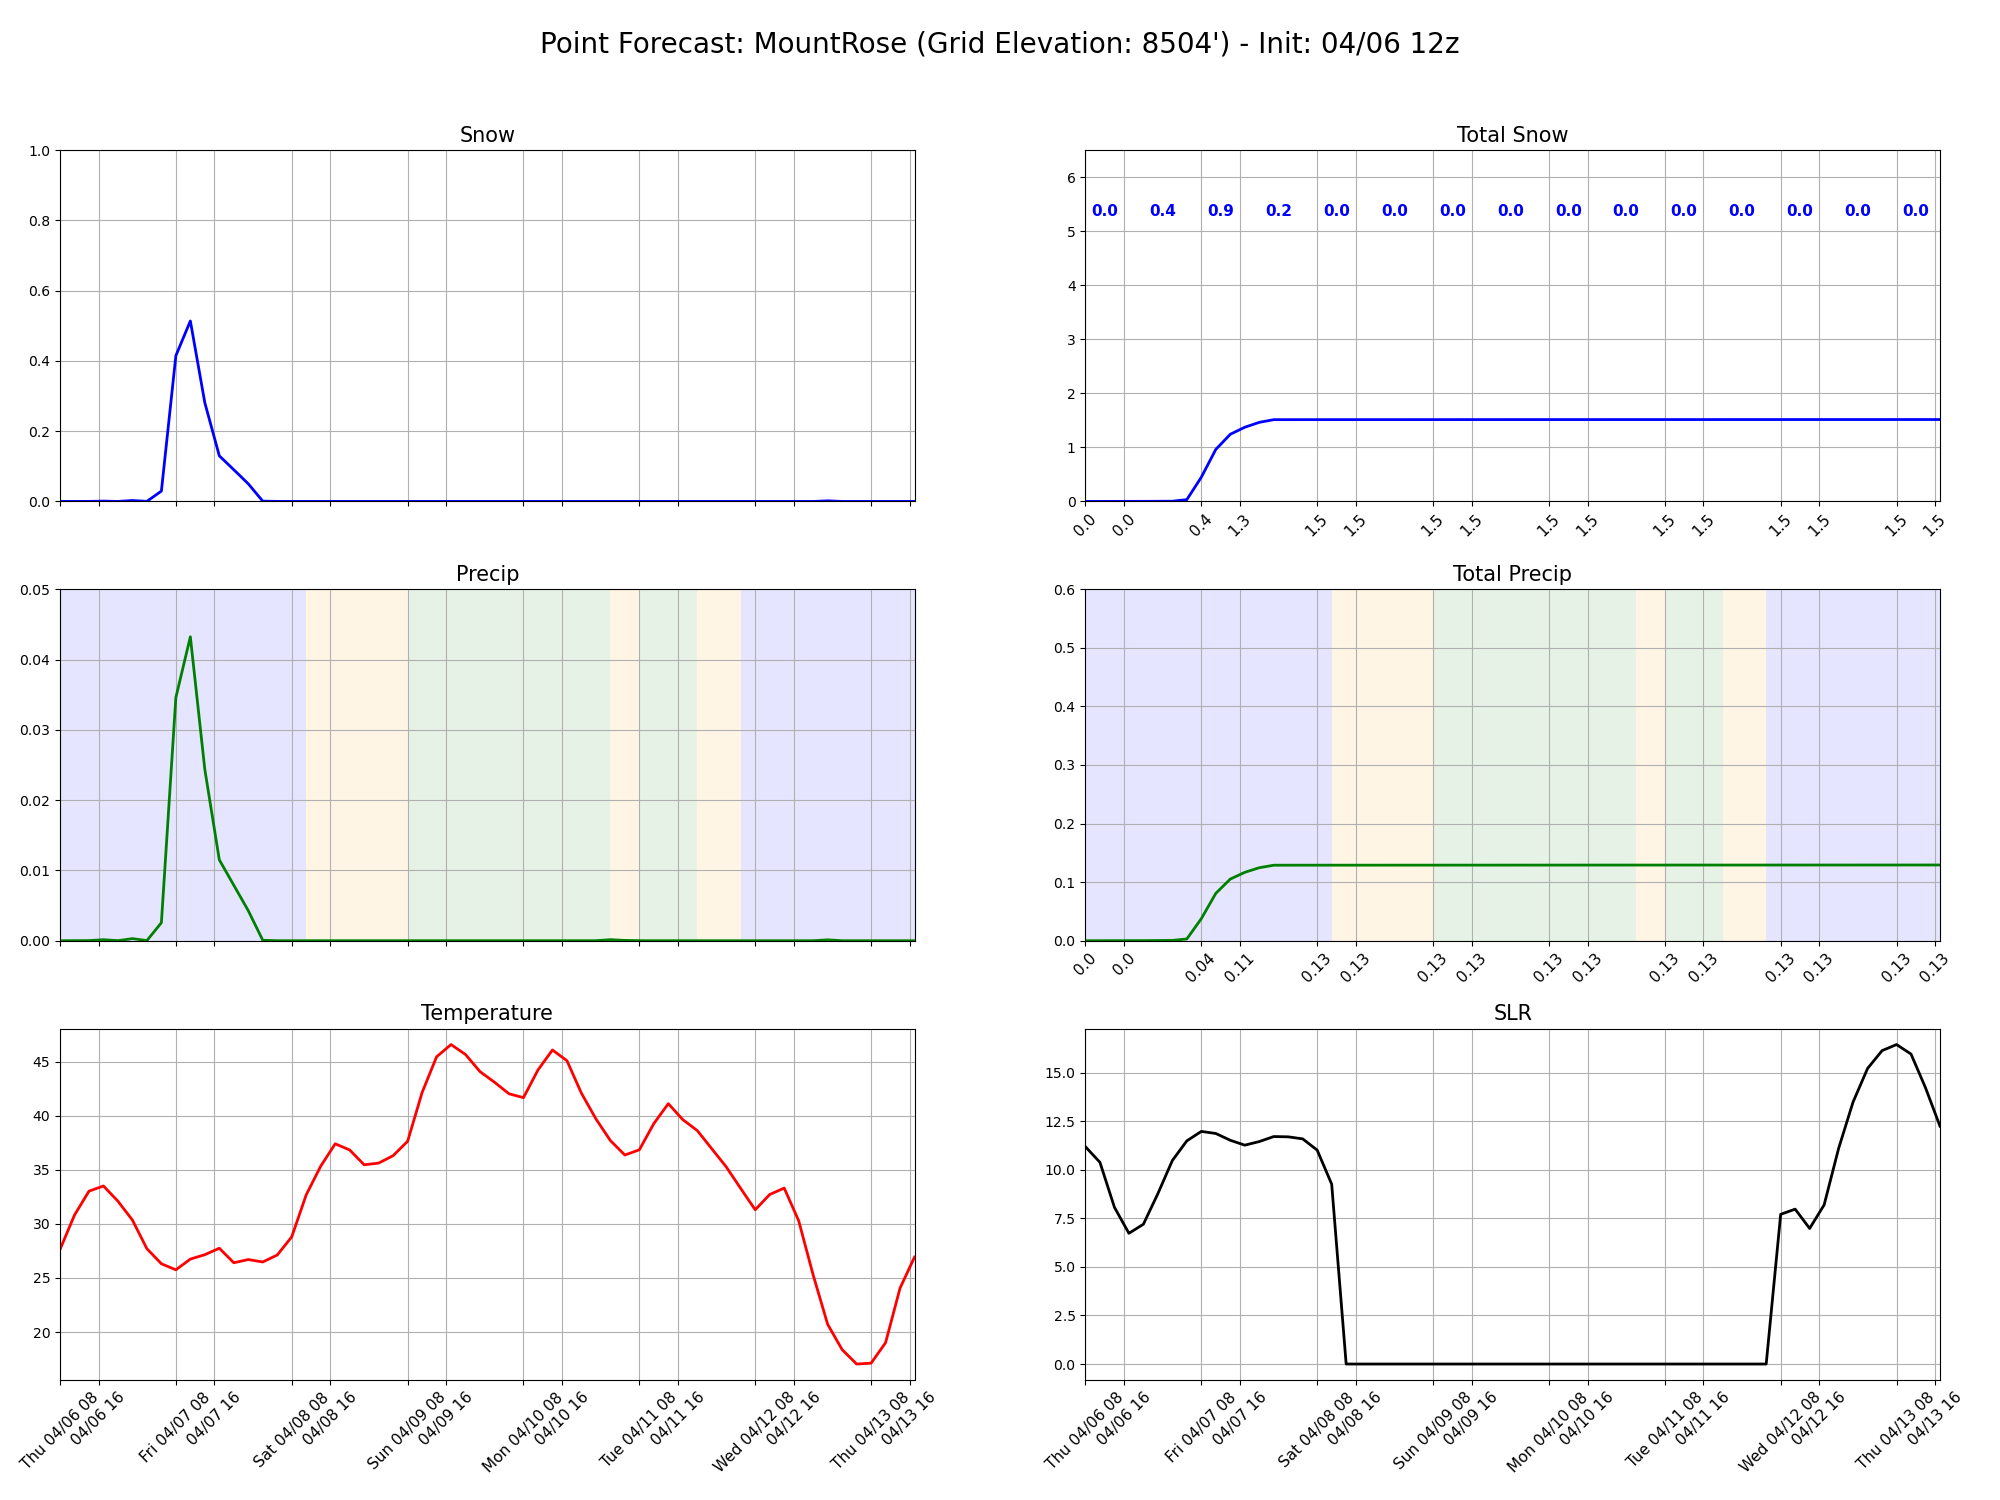 Point Forecast: MountRose (Grid Elevation: 8504') - Init: 04/06 12z
Snow
1.0
0.8
0.6
0.4
0.2
0.0
Total Snow
6
5
4
3
2
1
0
0.0 0.4 0.9 0.2 0.0 0.0 0.0 0.0 0.0 0.0 0.0 0.0 0.0 0.0 0.0
0.0 0.0 0.4 1.3 1.5 1.5 1.5 1.5 1.5 1.5 1.5 1.5 1.5 1.5 1.5 1.5
Precip
0.05
0.04
0.03
0.02
0.01
0.00
Total Precip
0.6
0.5
0.4
0.3
0.2
0.1
0.0
0.0 0.0 0.04 0.11 0.13 0.13 0.13 0.13 0.13 0.13 0.13 0.13 0.13 0.13 0.13 0.13
Temperature
45
40
35
30
25
20
Thu 04/06 08
04/06 16
Fri 04/07 08
04/07 16
Sat 04/08 08
04/08 16
Sun 04/09 08
04/09 16
Mon 04/10 08
04/10 16
Tue 04/11 08
04/11 16
Wed 04/12 08
04/12 16
Thu 04/13 08
04/13 16
SLR
15.0
12.5
10.0
7.5
5.0
2.5
0.0
Thu 04/06 08
04/06 16
Fri 04/07 08
04/07 16
Sat 04/08 08
04/08 16
Sun 04/09 08
04/09 16
Mon 04/10 08
04/10 16
Tue 04/11 08
04/11 16
Wed 04/12 08
04/12 16
Thu 04/13 08
04/13 16